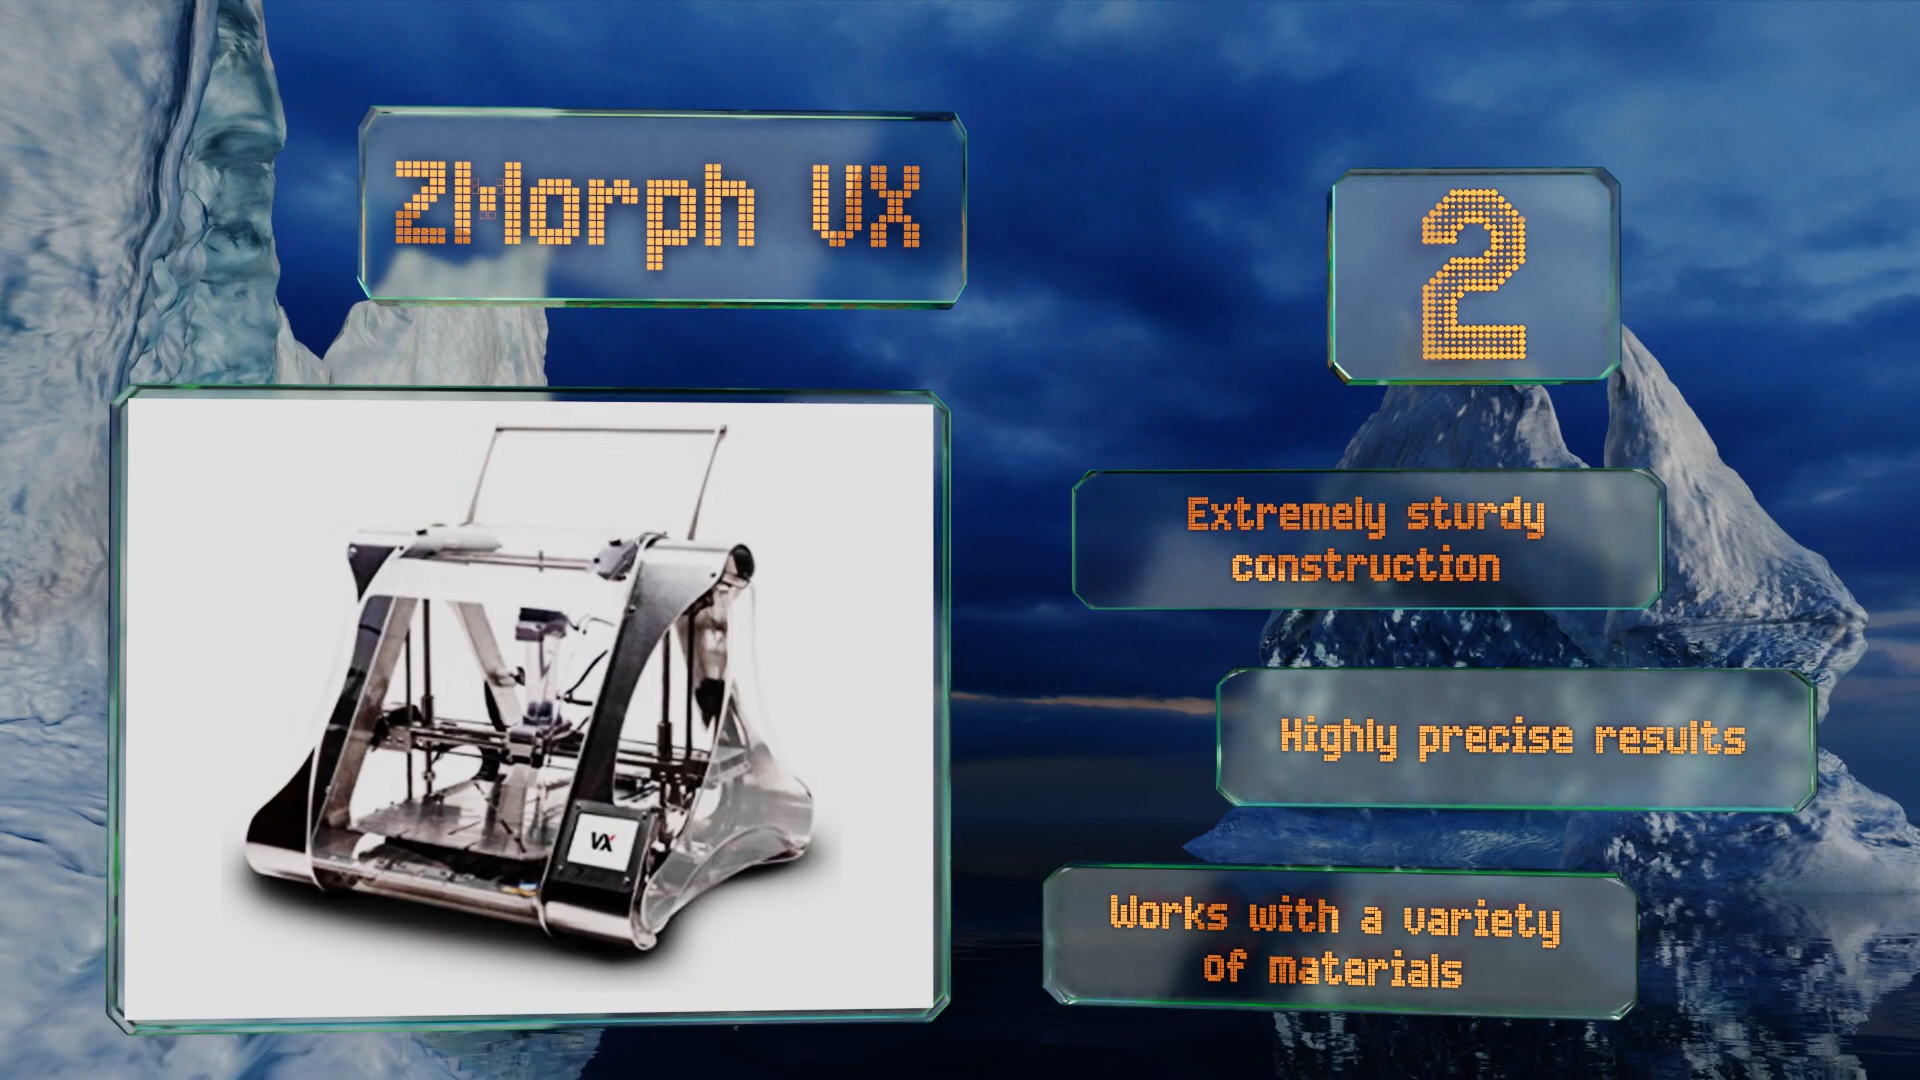 ZMorph VX
2
Extremely sturdy
construction
Highly precise results
Works with a variety
of materials
VX